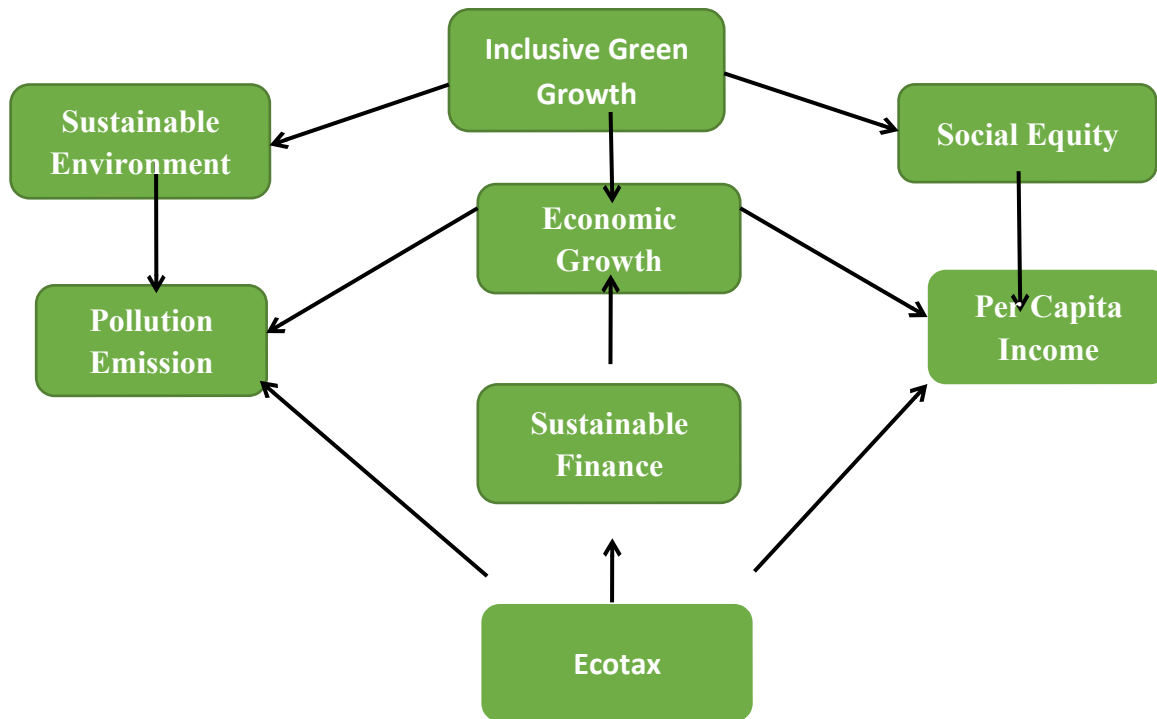 Inclusive Green
Growth
Sustainable
Environment
Social Equity
Economic
Growth
Pollution
Emission
Per Capita
Income
Sustainable
Finance
Ecotax